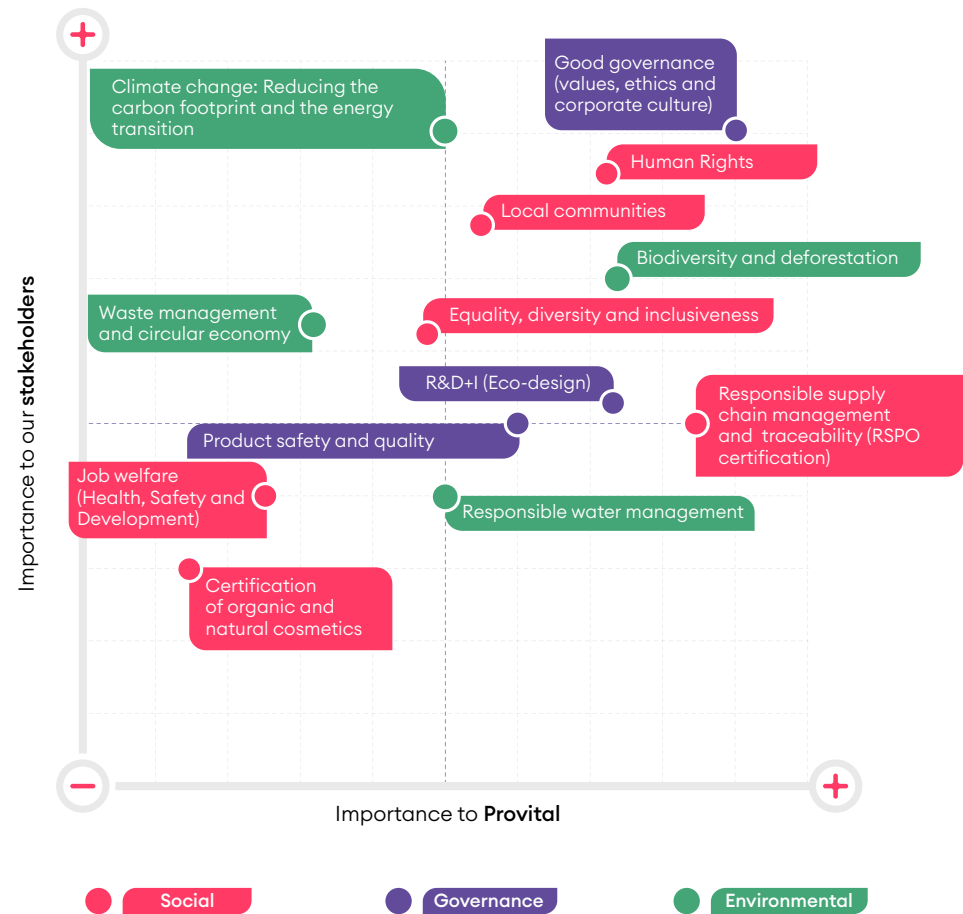 Climate change: Reducing the
carbon footprint and the energy
transition
Good governance
(values, ethics and
corporate culture)
Human Rights
Local communities
Biodiversity and deforestation
Waste management
and circular economy
Equality, diversity and inclusiveness
R&D+I (Eco-design)
Responsible supply
chain management
and traceability (RSPO
certification)
Product safety and quality
Job welfare
(Health, Safety and
Development)
Responsible water management
Certification
of organic and
natural cosmetics
Importance to our stakeholders
Importance to Provital
Social
Governance
Environmental